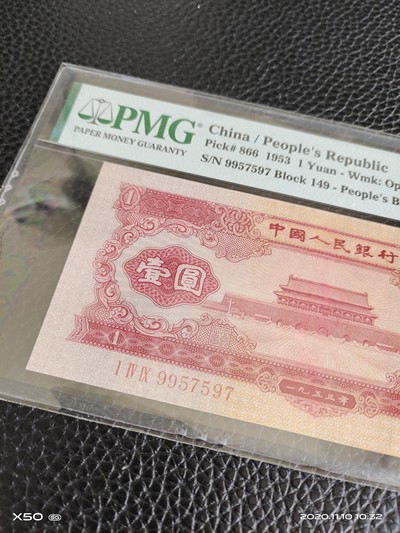 PMG
PAPER MONEY GUARANTY
China / People's Republic
Pick# 866 1953 1 Yuan - Wmk: Op
S/N 9957597 Block 149 - People's B
1
中國人民銀行
壹圓
1
I IV IX 9957597
一九五三年
X50 5G
2020.11.10 10:32